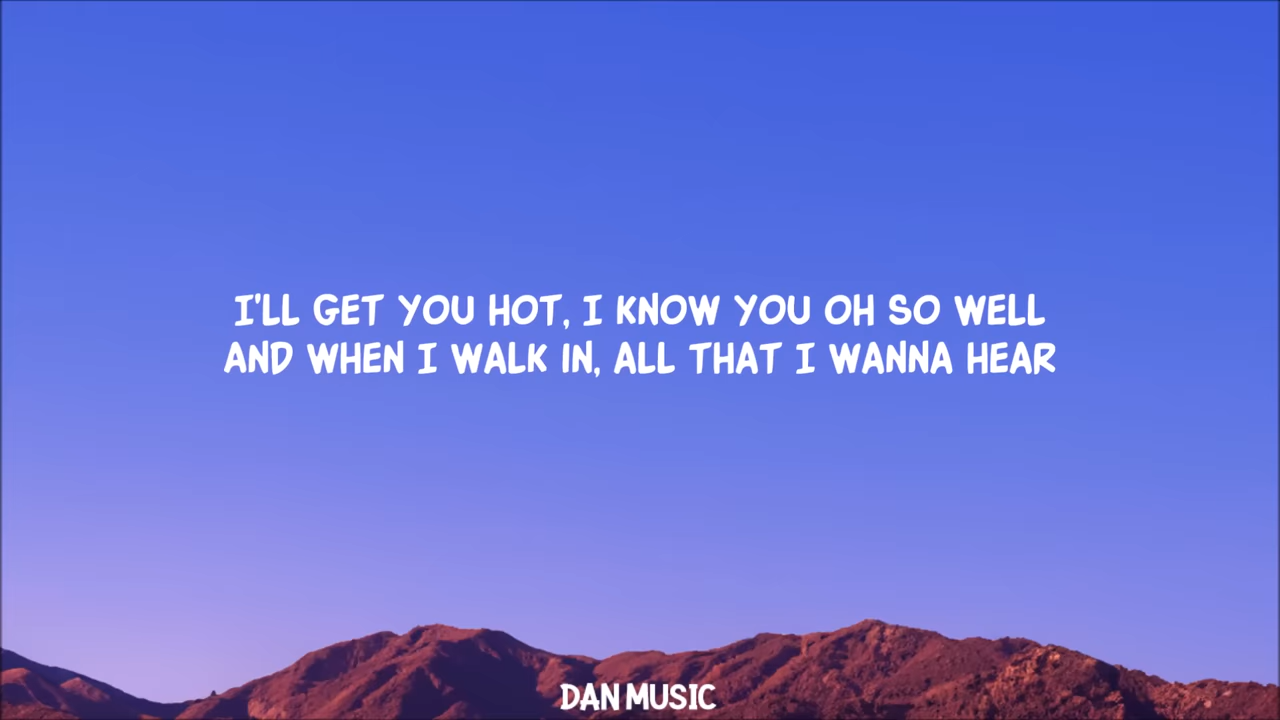 I'LL GET YOU HOT, I KNOW YOU OH SO WELL
AND WHEN I WALK IN, ALL THAT I WANNA HEAR
DAN MUSIC